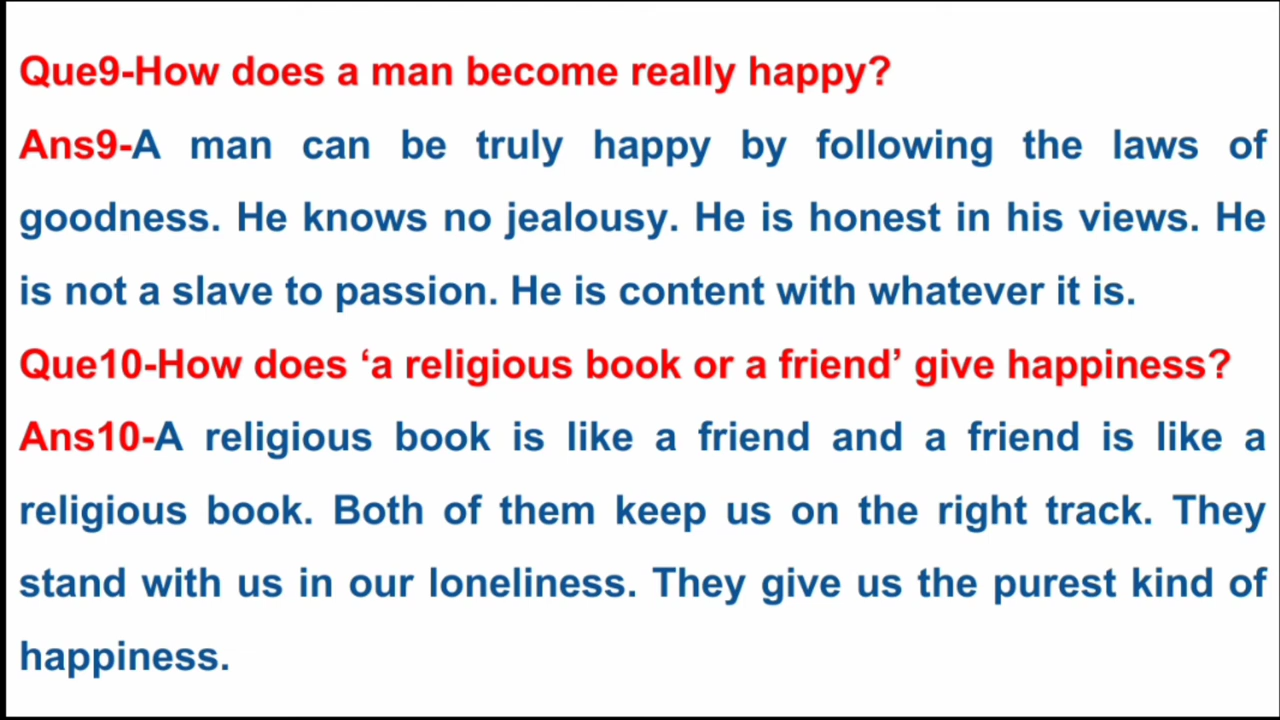 Que9-How does a man become really happy?
Ans9-A man can be truly happy by following the laws of
goodness. He knows no jealousy. He is honest in his views. He
is not a slave to passion. He is content with whatever it is.
Que10-How does ‘a religious book or a friend’ give happiness?
Ans10-A religious book is like a friend and a friend is like a
religious book. Both of them keep us on the right track. They
stand with us in our loneliness. They give us the purest kind of
happiness.